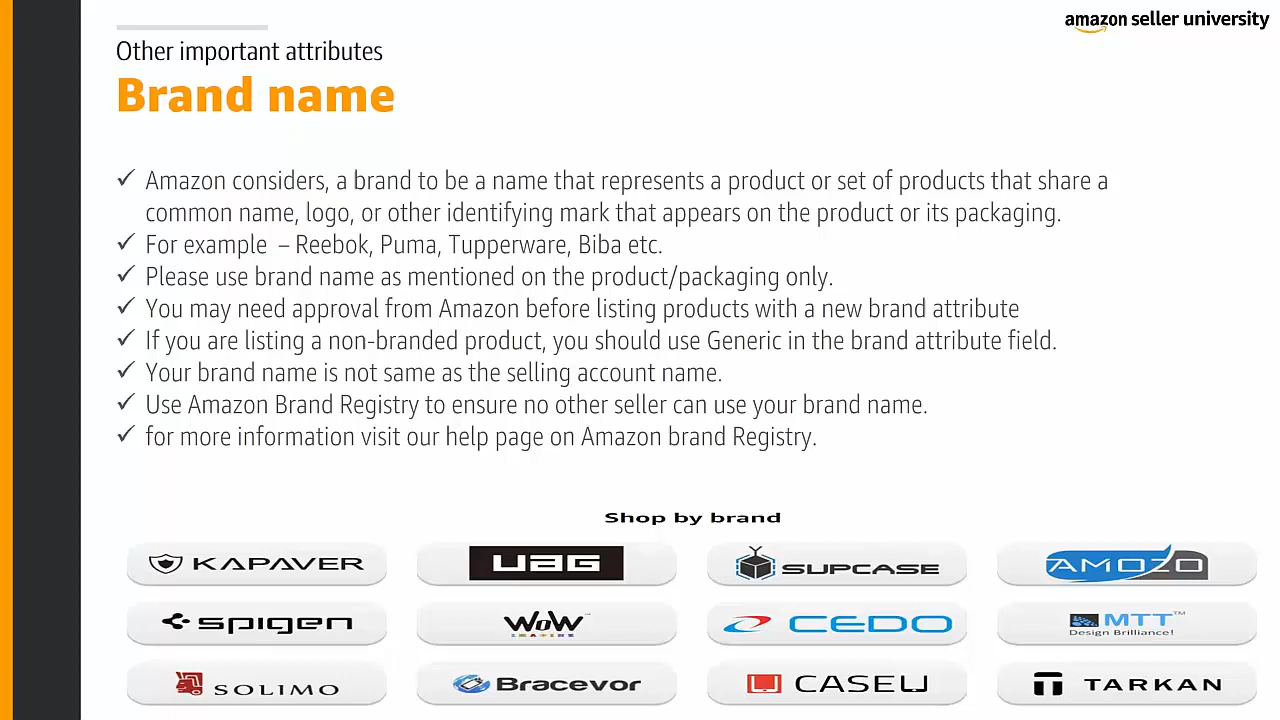 amazon seller university
Other important attributes
Brand name
✓ Amazon considers, a brand to be a name that represents a product or set of products that share a
common name, logo, or other identifying mark that appears on the product or its packaging.
✓ For example – Reebok, Puma, Tupperware, Biba etc.
✓ Please use brand name as mentioned on the product/packaging only.
✓ You may need approval from Amazon before listing products with a new brand attribute
✓ If you are listing a non-branded product, you should use Generic in the brand attribute field.
✓ Your brand name is not same as the selling account name.
✓ Use Amazon Brand Registry to ensure no other seller can use your brand name.
✓ for more information visit our help page on Amazon brand Registry.
Shop by brand
KAPAVER
UAG
SUPCASE
AMOZO
spigen
WOW
IMAGINE
CEDO
MTT™
Design Brilliance!
SOLIMO
Bracevor
CASEU
TARKAN